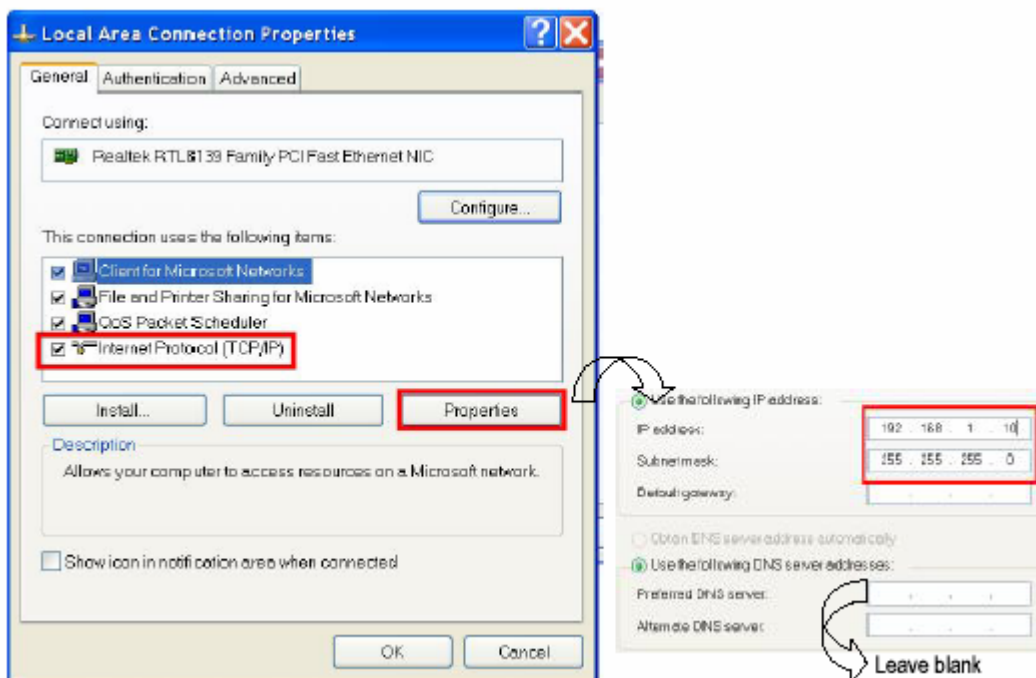 Local Area Connection Properties
General Authentication Advanced
Connect using:
Realtek RTL8139 Family PCI Fast Ethernet NIC
Configure...
This connection uses the following items:
Client for Microsoft Networks
File and Printer Sharing for Microsoft Networks
QoS Packet Scheduler
Internet Protocol (TCP/IP)
Install... Uninstall Properties
Description
Allows your computer to access resources on a Microsoft network.
Show icon in notification area when connected
OK Cancel
Use the following IP address:
IP address: 192 . 168 . 1 . 10
Subnet mask: 255 . 255 . 255 . 0
Default gateway:
Obtain DNS server address automatically
Use the following DNS server addresses:
Preferred DNS server:
Alternate DNS server:
Leave blank